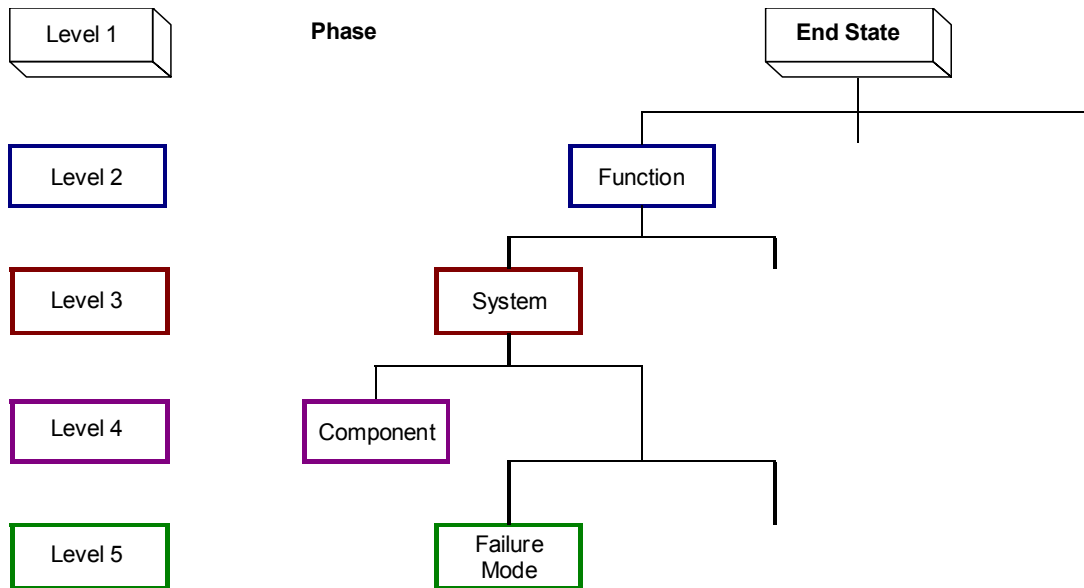 Level 1
Phase
End State
Level 2
Function
Level 3
System
Level 4
Component
Level 5
Failure
Mode